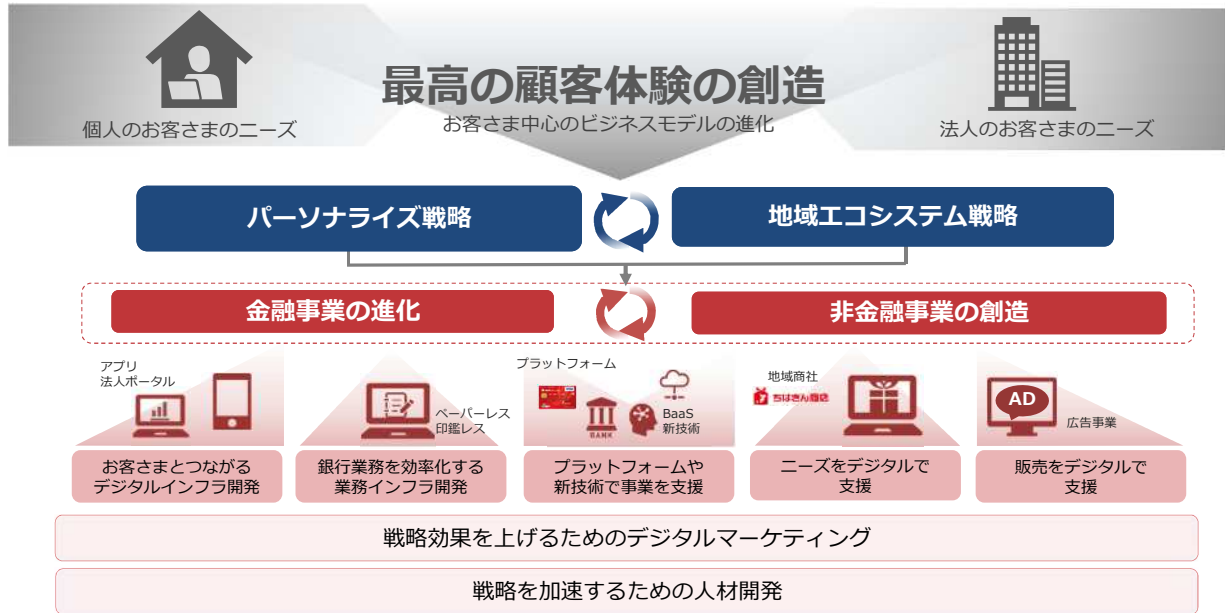 最高の顧客体験の創造
お客さま中心のビジネスモデルの進化
個人のお客さまのニーズ
法人のお客さまのニーズ
パーソナライズ戦略
地域エコシステム戦略
金融事業の進化
非金融事業の創造
アプリ
法人ポータル
ペーパーレス
印鑑レス
プラットフォーム
BANK
BaaS
新技術
地域商社
ちばぎん商店
AD
広告事業
お客さまとつながる
デジタルインフラ開発
銀行業務を効率化する
業務インフラ開発
プラットフォームや
新技術で事業を支援
ニーズをデジタルで
支援
販売をデジタルで
支援
戦略効果を上げるためのデジタルマーケティング
戦略を加速するための人材開発